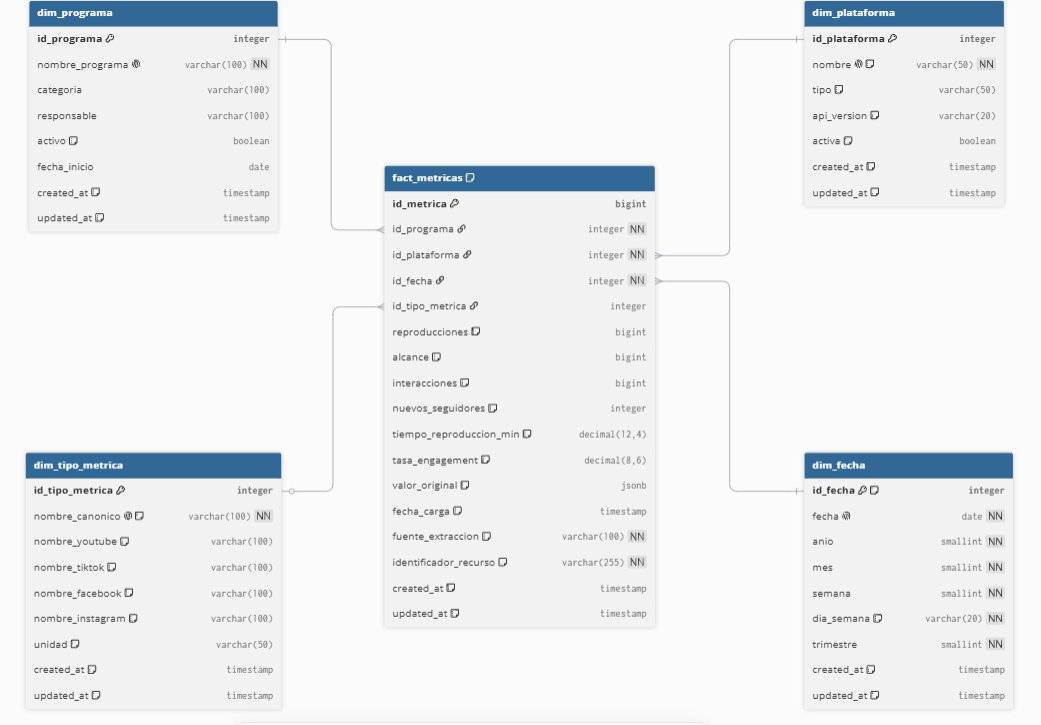 dim_programa
id_programa integer
nombre_programa varchar(100) NN
categoria varchar(100)
responsable varchar(100)
activo boolean
fecha_inicio date
created_at timestamp
updated_at timestamp
dim_plataforma
id_plataforma integer
nombre varchar(50) NN
tipo varchar(50)
api_version varchar(20)
activa boolean
created_at timestamp
updated_at timestamp
fact_metricas
id_metrica bigint
id_programa integer NN
id_plataforma integer NN
id_fecha integer NN
id_tipo_metrica integer
reproducciones bigint
alcance bigint
interacciones bigint
nuevos_seguidores integer
tiempo_reproduccion_min decimal(12,4)
tasa_engagement decimal(8,6)
valor_original jsonb
fecha_carga timestamp
fuente_extraccion varchar(100) NN
identificador_recurso varchar(255) NN
created_at timestamp
updated_at timestamp
dim_tipo_metrica
id_tipo_metrica integer
nombre_canonico varchar(100) NN
nombre_youtube varchar(100)
nombre_tiktok varchar(100)
nombre_facebook varchar(100)
nombre_instagram varchar(100)
unidad varchar(50)
created_at timestamp
updated_at timestamp
dim_fecha
id_fecha integer
fecha date NN
anio smallint NN
mes smallint NN
semana smallint NN
dia_semana varchar(20) NN
trimestre smallint NN
created_at timestamp
updated_at timestamp